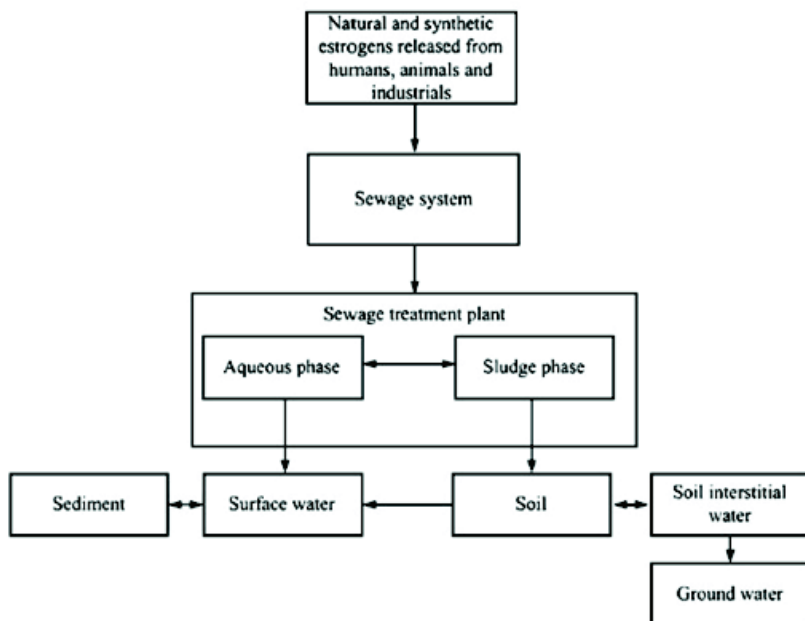 Natural and synthetic
estrogens released from
humans, animals and
industrials
Sewage system
Sewage treatment plant
Aqueous phase
Sludge phase
Sediment
Surface water
Soil
Soil interstitial
water
Ground water